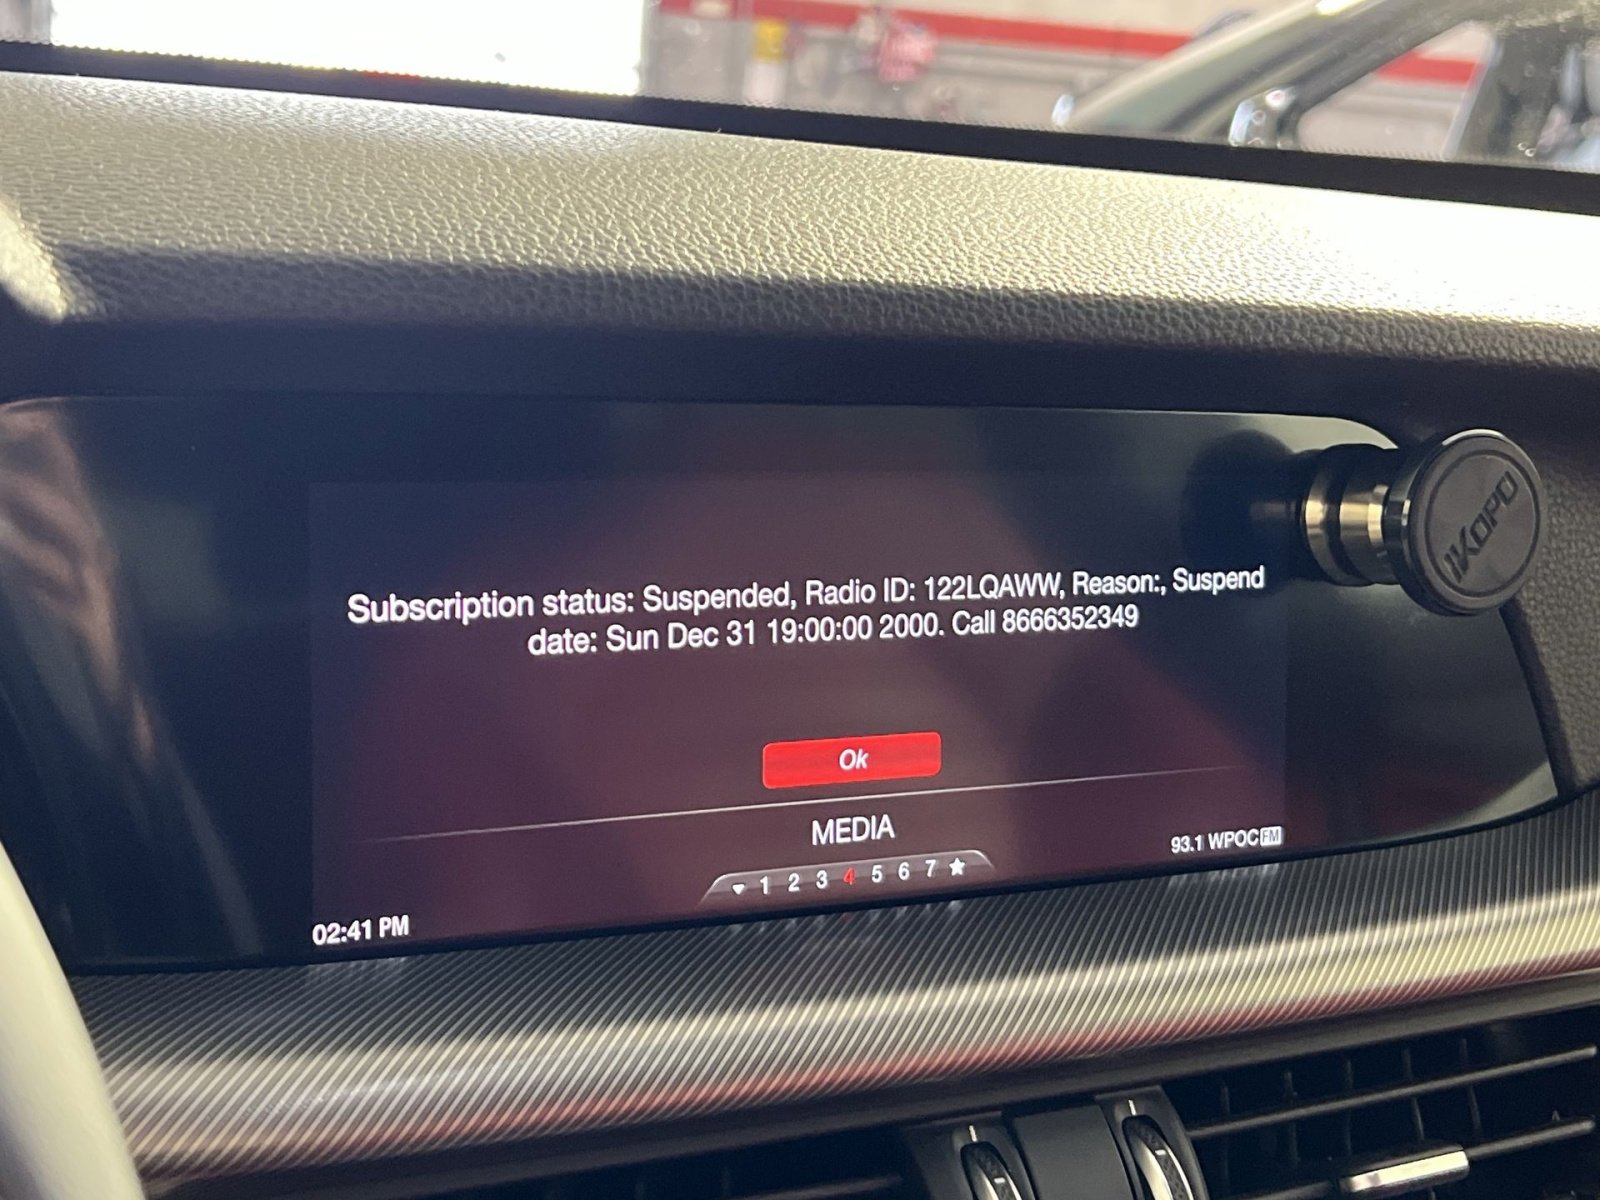 Subscription status: Suspended, Radio ID: 122LQAWW, Reason:, Suspend
date: Sun Dec 31 19:00:00 2000. Call 8666352349
Ok
MEDIA
93.1 WPOC FM
1 2 3 4 5 6 7
02:41 PM
IKOPO